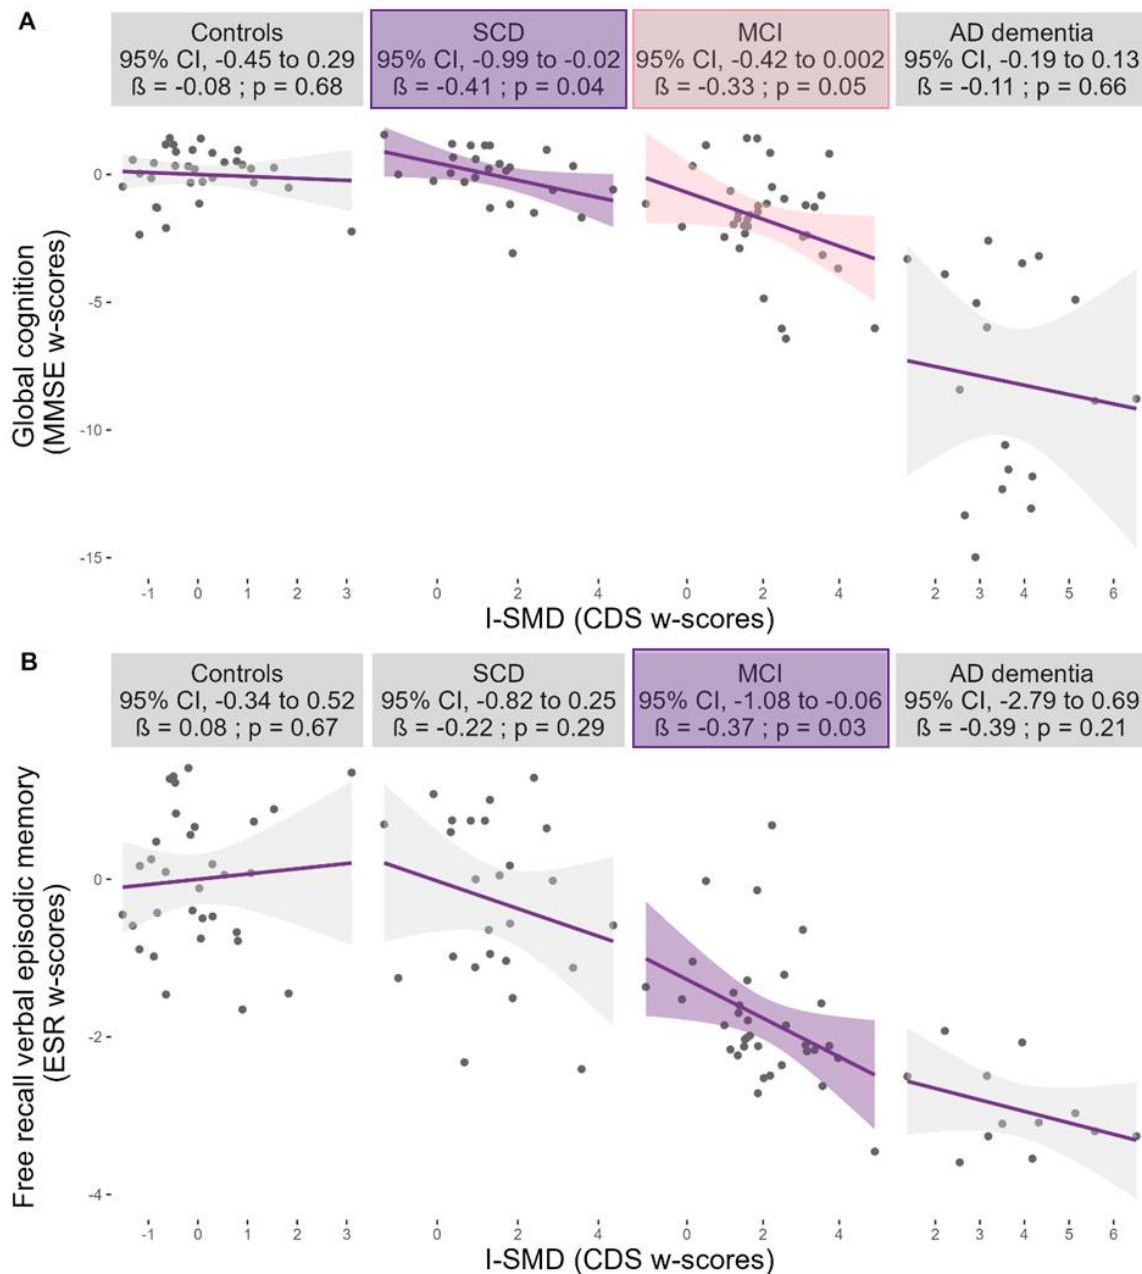 A
Controls
95% CI, -0.45 to 0.29
ß = -0.08 ; p = 0.68
SCD
95% CI, -0.99 to -0.02
ß = -0.41 ; p = 0.04
MCI
95% CI, -0.42 to 0.002
ß = -0.33 ; p = 0.05
AD dementia
95% CI, -0.19 to 0.13
ß = -0.11 ; p = 0.66
Global cognition
(MMSE w-scores)
0
-5
-10
-15
-1 0 1 2 3
0 2 4
0 2 4
2 3 4 5 6
I-SMD (CDS w-scores)
B
Controls
95% CI, -0.34 to 0.52
ß = 0.08 ; p = 0.67
SCD
95% CI, -0.82 to 0.25
ß = -0.22 ; p = 0.29
MCI
95% CI, -1.08 to -0.06
ß = -0.37 ; p = 0.03
AD dementia
95% CI, -2.79 to 0.69
ß = -0.39 ; p = 0.21
Free recall verbal episodic memory
(ESR w-scores)
0
-2
-4
-1 0 1 2 3
0 2 4
0 2 4
2 3 4 5 6
I-SMD (CDS w-scores)